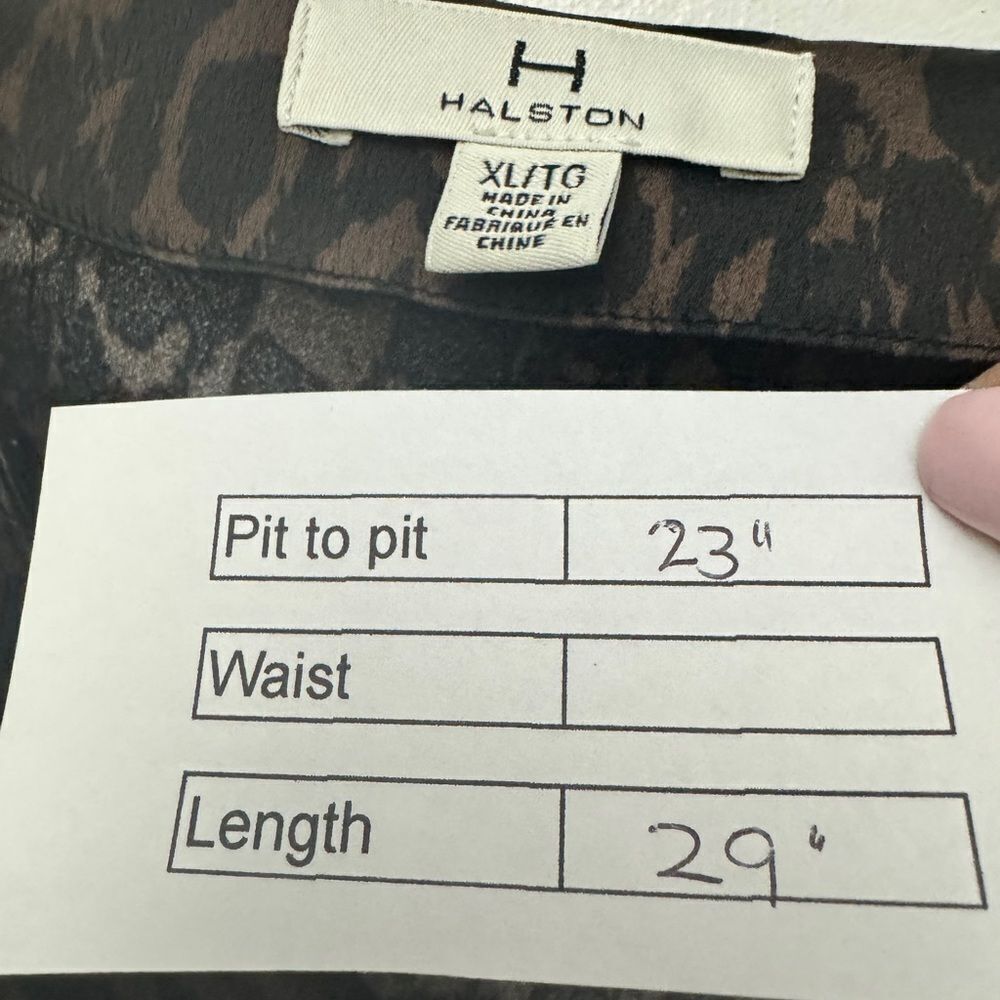 H
HALSTON
XL/TG
MADE IN
CHINA
FABRIQUÉ EN
CHINE
Pit to pit 23"
Waist
Length 29"